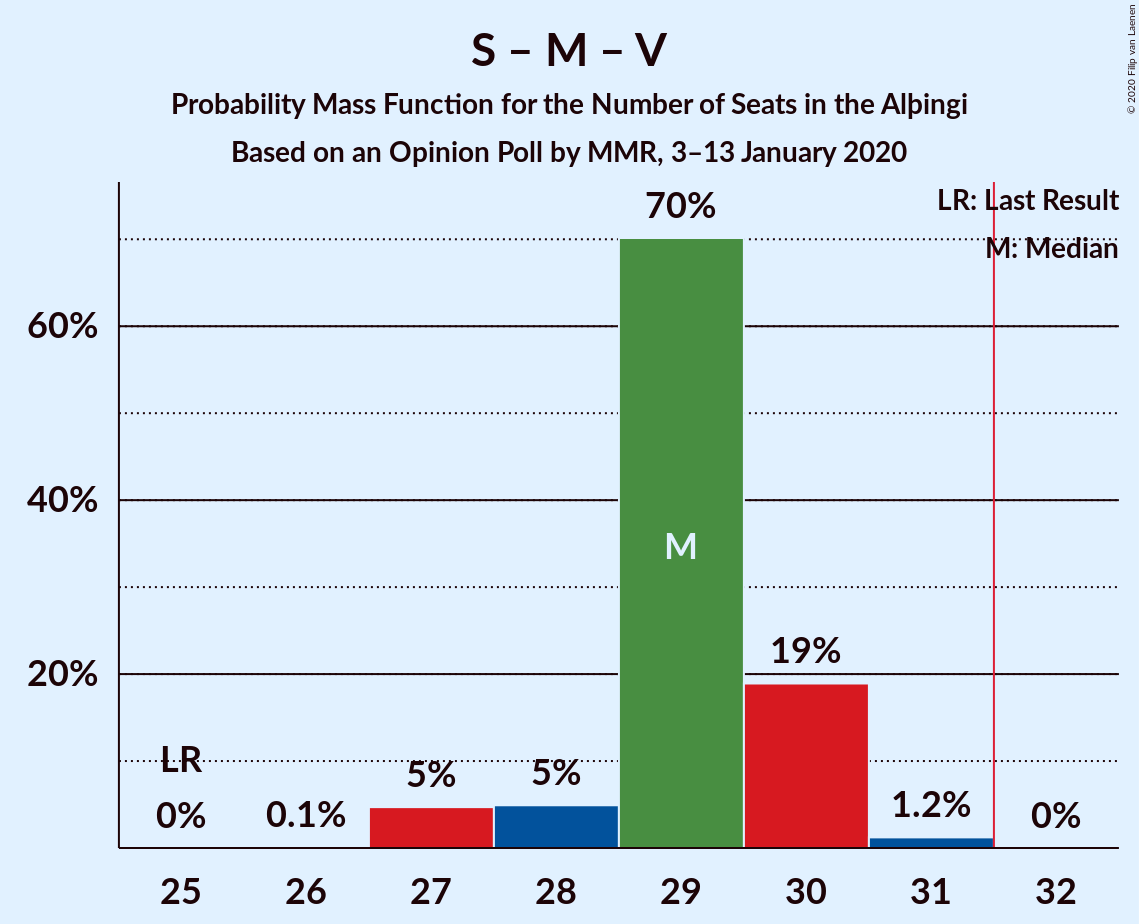 S – M – V
Probability Mass Function for the Number of Seats in the Alþingi
Based on an Opinion Poll by MMR, 3–13 January 2020
© 2020 Filip van Laenen
LR: Last Result
M: Median
70%
60%
40%
20%
M
19%
LR
0%
0.1%
5%
5%
1.2%
0%
25 26 27 28 29 30 31 32